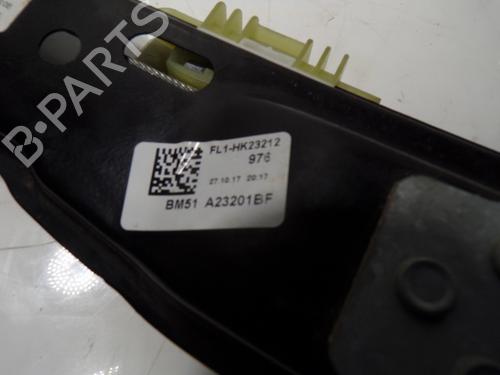 B-PARTS
FL1-HK23212
976
27.10.17 20:17
BM51 A23201BF